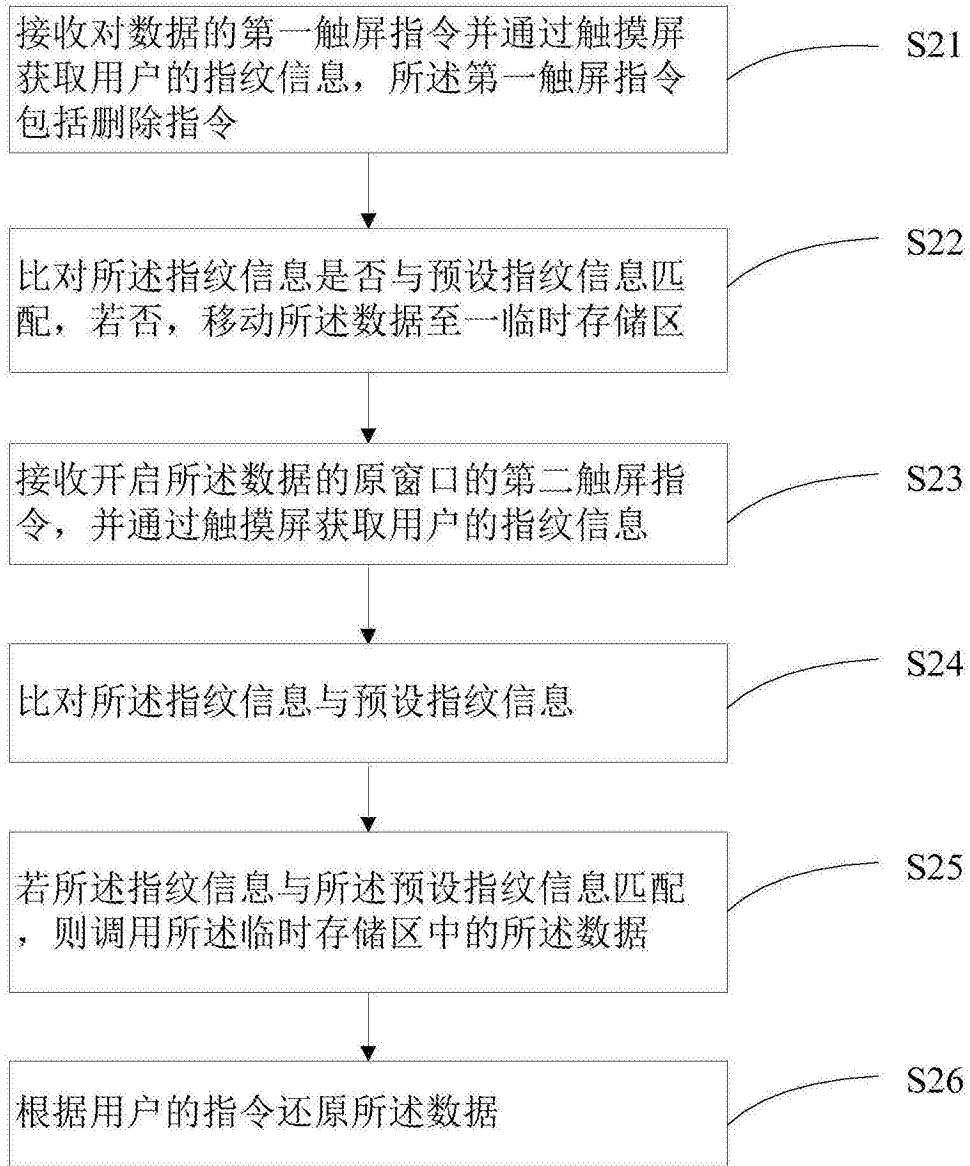 接收对数据的第一触屏指令并通过触摸屏
获取用户的指纹信息，所述第一触屏指令
包括删除指令
S21
比对所述指纹信息是否与预设指纹信息匹
配，若否，移动所述数据至一临时存储区
S22
接收开启所述数据的原窗口的第二触屏指
令，并通过触摸屏获取用户的指纹信息
S23
比对所述指纹信息与预设指纹信息
S24
若所述指纹信息与所述预设指纹信息匹配
，则调用所述临时存储区中的所述数据
S25
根据用户的指令还原所述数据
S26